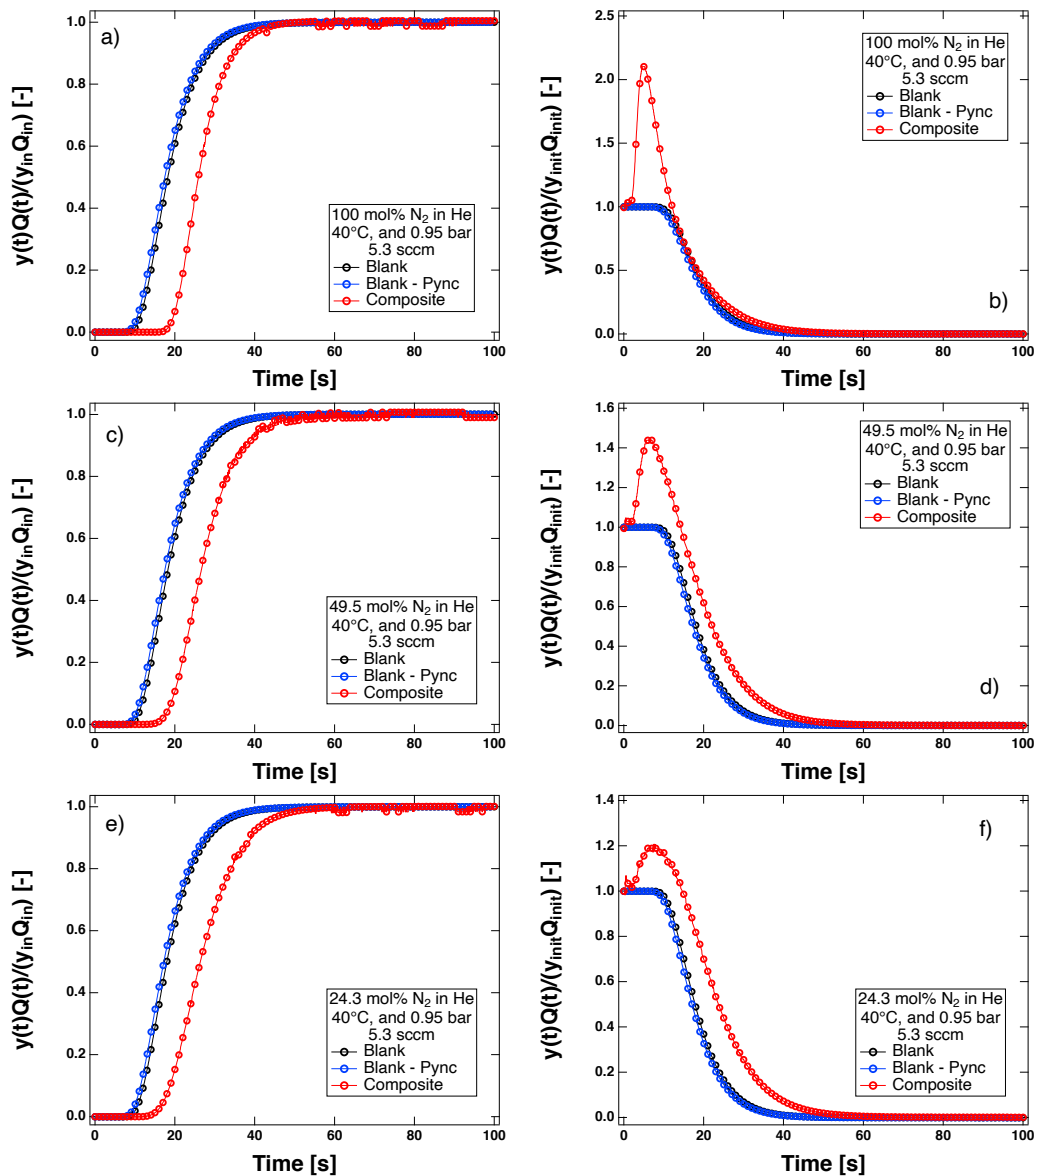 a)
y(t)Q(t)/(y_inQ_in) [-]
1.0
0.8
0.6
0.4
0.2
0.0
100 mol% N₂ in He
40°C, and 0.95 bar
5.3 sccm
Blank
Blank - Pync
Composite
0 20 40 60 80 100
Time [s]
b)
y(t)Q(t)/(y_initQ_init) [-]
2.5
2.0
1.5
1.0
0.5
0.0
100 mol% N₂ in He
40°C, and 0.95 bar
5.3 sccm
Blank
Blank - Pync
Composite
0 20 40 60 80 100
Time [s]
c)
y(t)Q(t)/(y_inQ_in) [-]
1.0
0.8
0.6
0.4
0.2
0.0
49.5 mol% N₂ in He
40°C, and 0.95 bar
5.3 sccm
Blank
Blank - Pync
Composite
0 20 40 60 80 100
Time [s]
d)
y(t)Q(t)/(y_initQ_init) [-]
1.6
1.4
1.2
1.0
0.8
0.6
0.4
0.2
0.0
49.5 mol% N₂ in He
40°C, and 0.95 bar
5.3 sccm
Blank
Blank - Pync
Composite
0 20 40 60 80 100
Time [s]
e)
y(t)Q(t)/(y_inQ_in) [-]
1.0
0.8
0.6
0.4
0.2
0.0
24.3 mol% N₂ in He
40°C, and 0.95 bar
5.3 sccm
Blank
Blank - Pync
Composite
0 20 40 60 80 100
Time [s]
f)
y(t)Q(t)/(y_initQ_init) [-]
1.4
1.2
1.0
0.8
0.6
0.4
0.2
0.0
24.3 mol% N₂ in He
40°C, and 0.95 bar
5.3 sccm
Blank
Blank - Pync
Composite
0 20 40 60 80 100
Time [s]